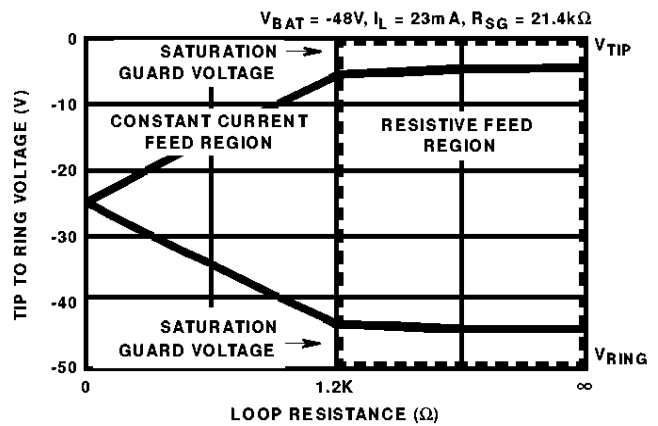 V_BAT = -48V, I_L = 23mA, R_SG = 21.4kΩ
0
SATURATION
GUARD VOLTAGE
V_TIP
-10
CONSTANT CURRENT
FEED REGION
RESISTIVE FEED
REGION
-20
-30
-40
SATURATION
GUARD VOLTAGE
V_RING
-50
TIP TO RING VOLTAGE (V)
0
1.2K
∞
LOOP RESISTANCE (Ω)